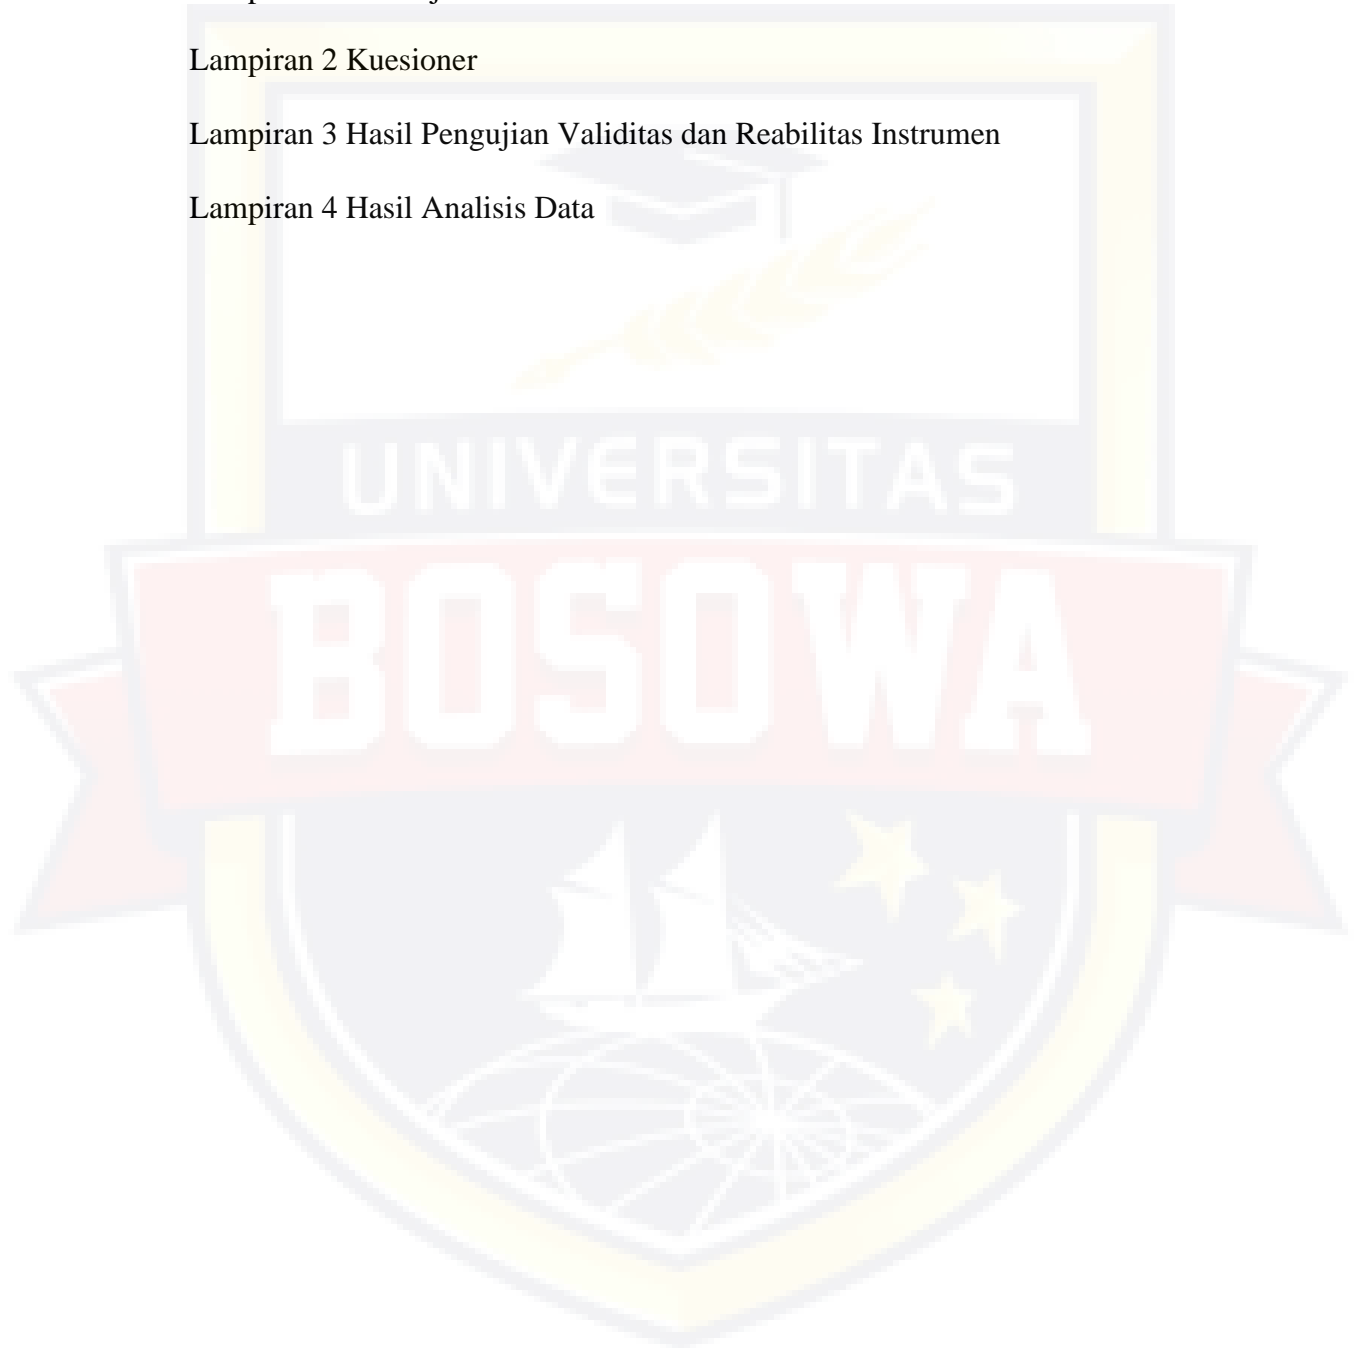 Lampiran 2 Kuesioner
Lampiran 3 Hasil Pengujian Validitas dan Reabilitas Instrumen
Lampiran 4 Hasil Analisis Data
UNIVERSITAS
BOSOWA